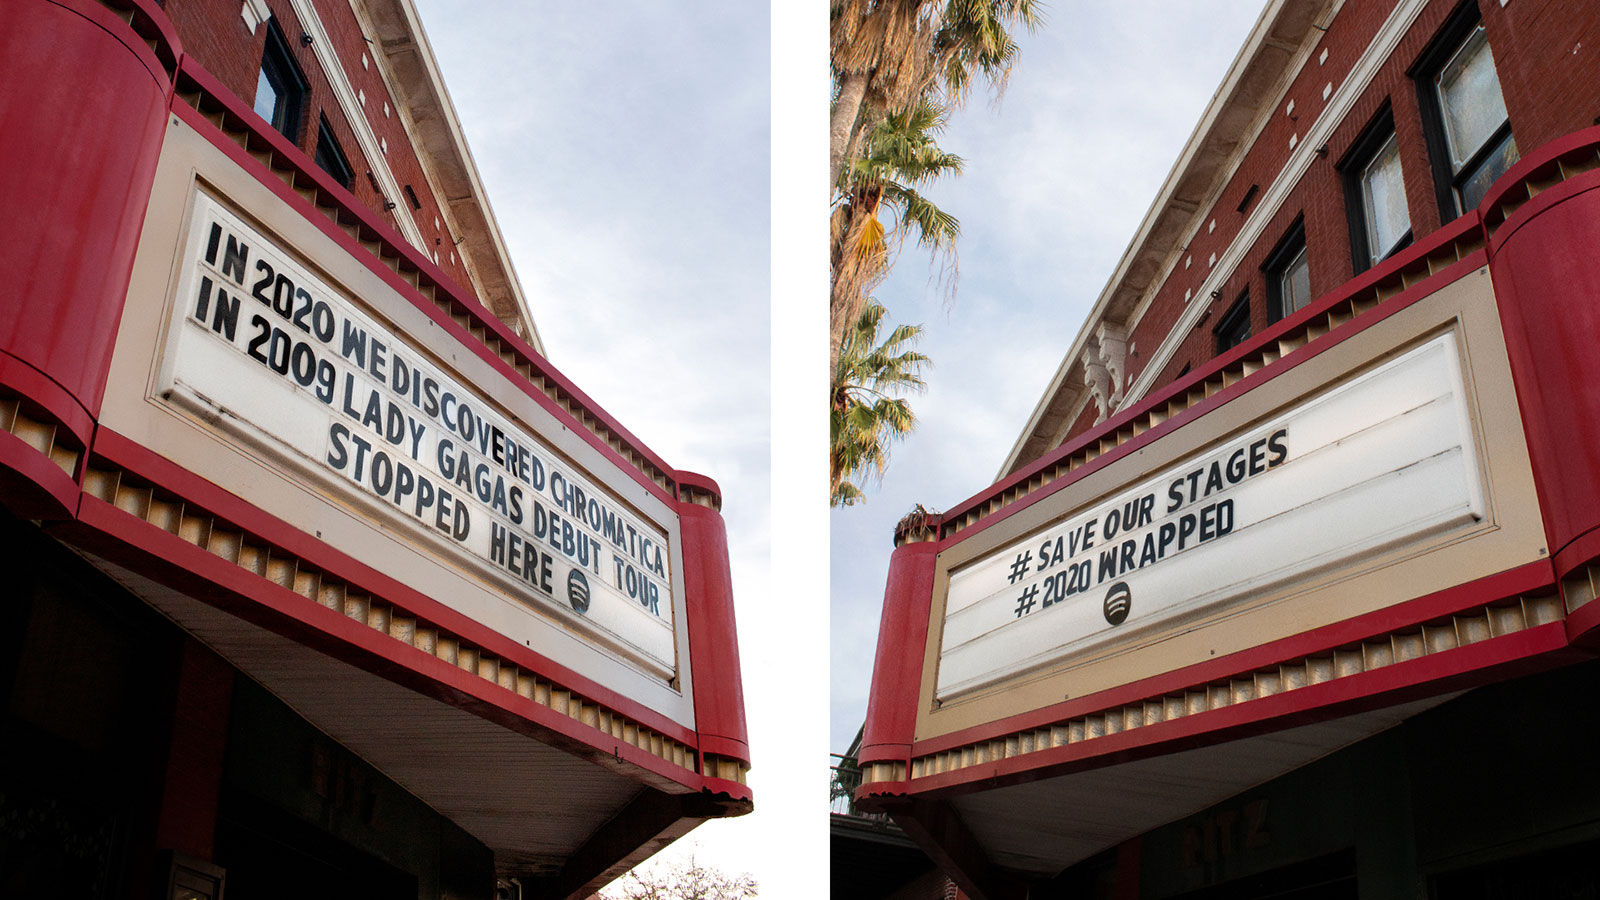 IN 2020 WE DISCOVERED CHROMATICA
IN 2009 LADY GAGAS DEBUT TOUR
STOPPED HERE
# SAVE OUR STAGES
# 2020 WRAPPED